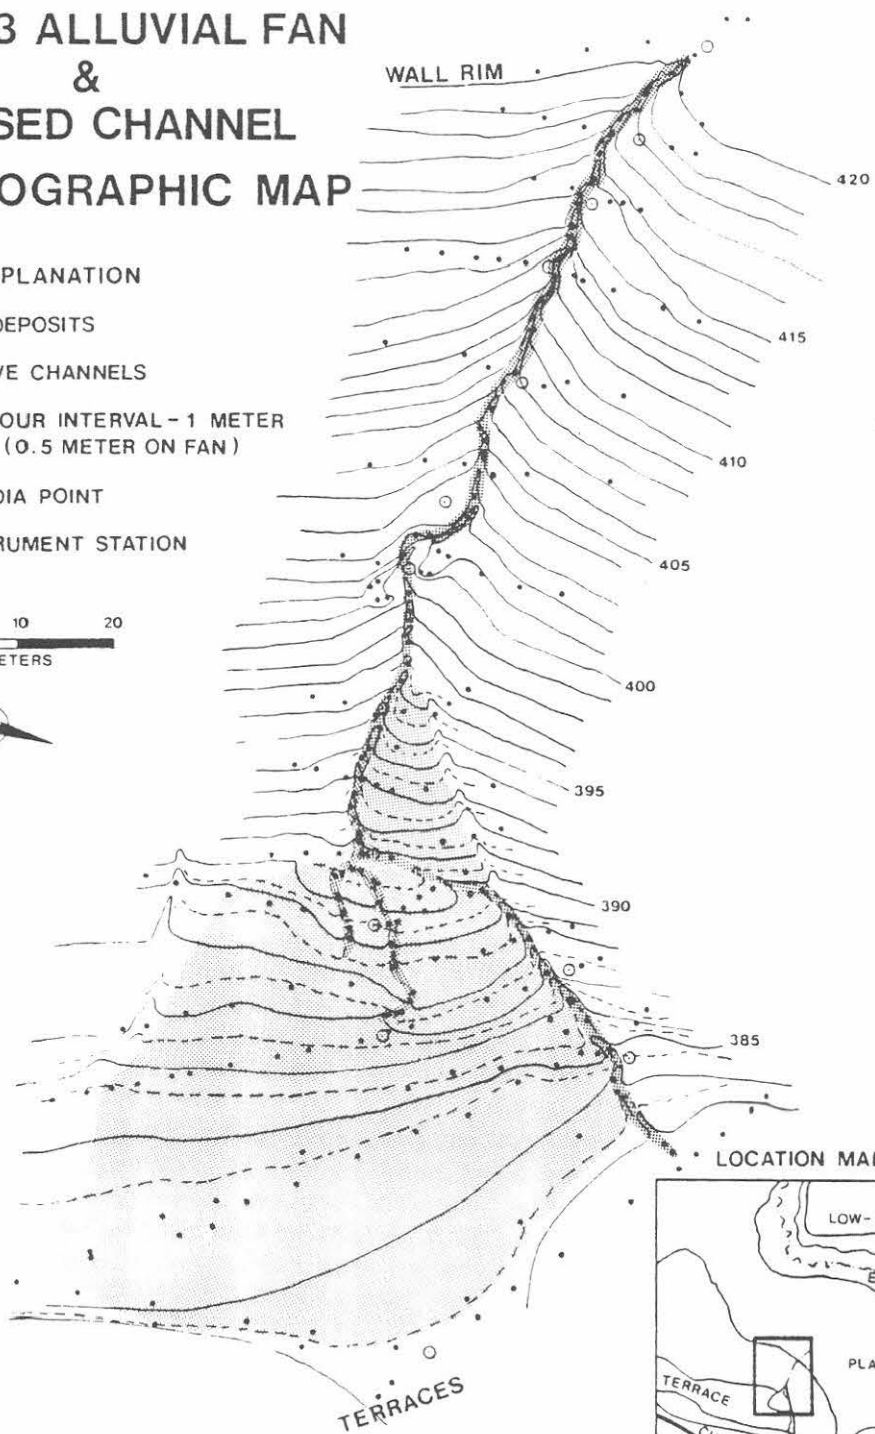 3 ALLUVIAL FAN
&
SED CHANNEL
OGRAPHIC MAP
PLANATION
DEPOSITS
VE CHANNELS
OUR INTERVAL - 1 METER
(0.5 METER ON FAN)
DIA POINT
RUMENT STATION
10 20
ETERS
WALL RIM
420
415
410
405
400
395
390
385
LOCATION MA
LOW-
E
PLA
TERRACE
TERRACES